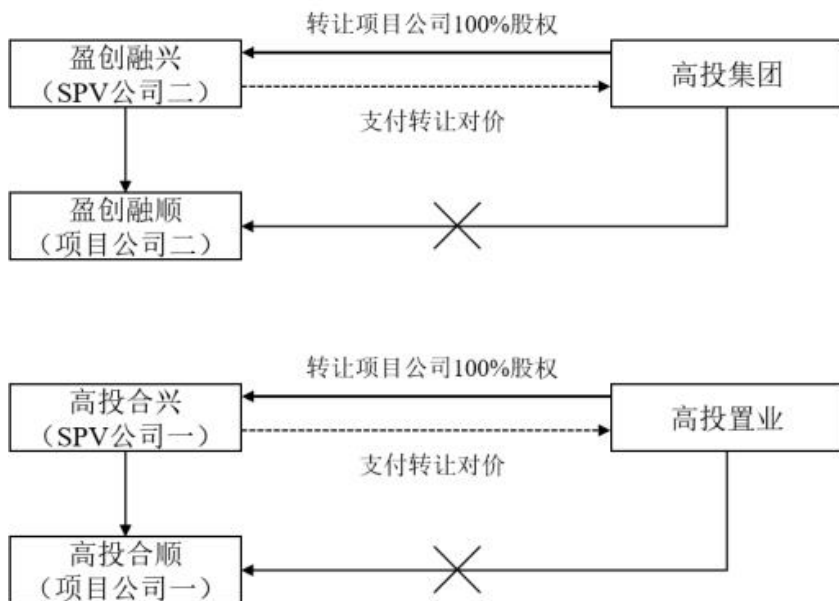 转让项目公司100%股权
盈创融兴
（SPV公司二）
高投集团
支付转让对价
盈创融顺
（项目公司二）
转让项目公司100%股权
高投合兴
（SPV公司一）
高投置业
支付转让对价
高投合顺
（项目公司一）